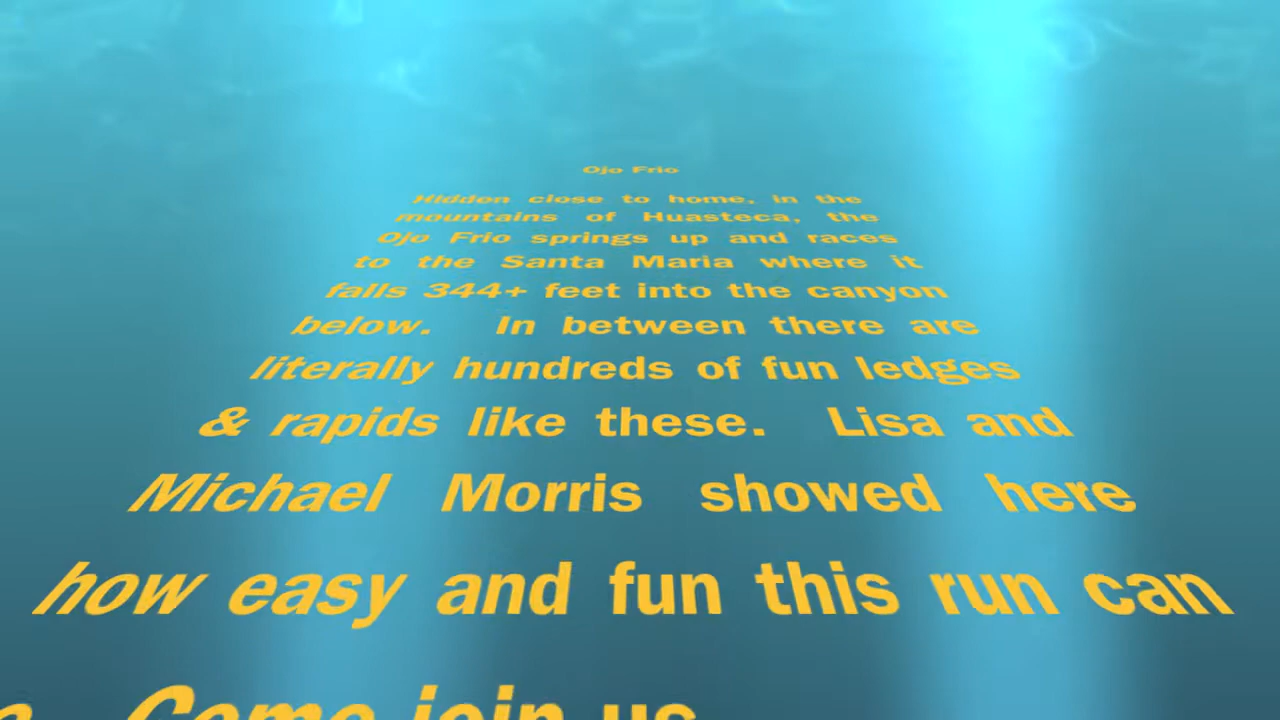 Ojo Frio
Hidden close to home, in the
mountains of Huasteca, the
Ojo Frio springs up and races
to the Santa Maria where it
falls 344+ feet into the canyon
below. In between there are
literally hundreds of fun ledges
& rapids like these. Lisa and
Michael Morris showed here
how easy and fun this run can
Come join us